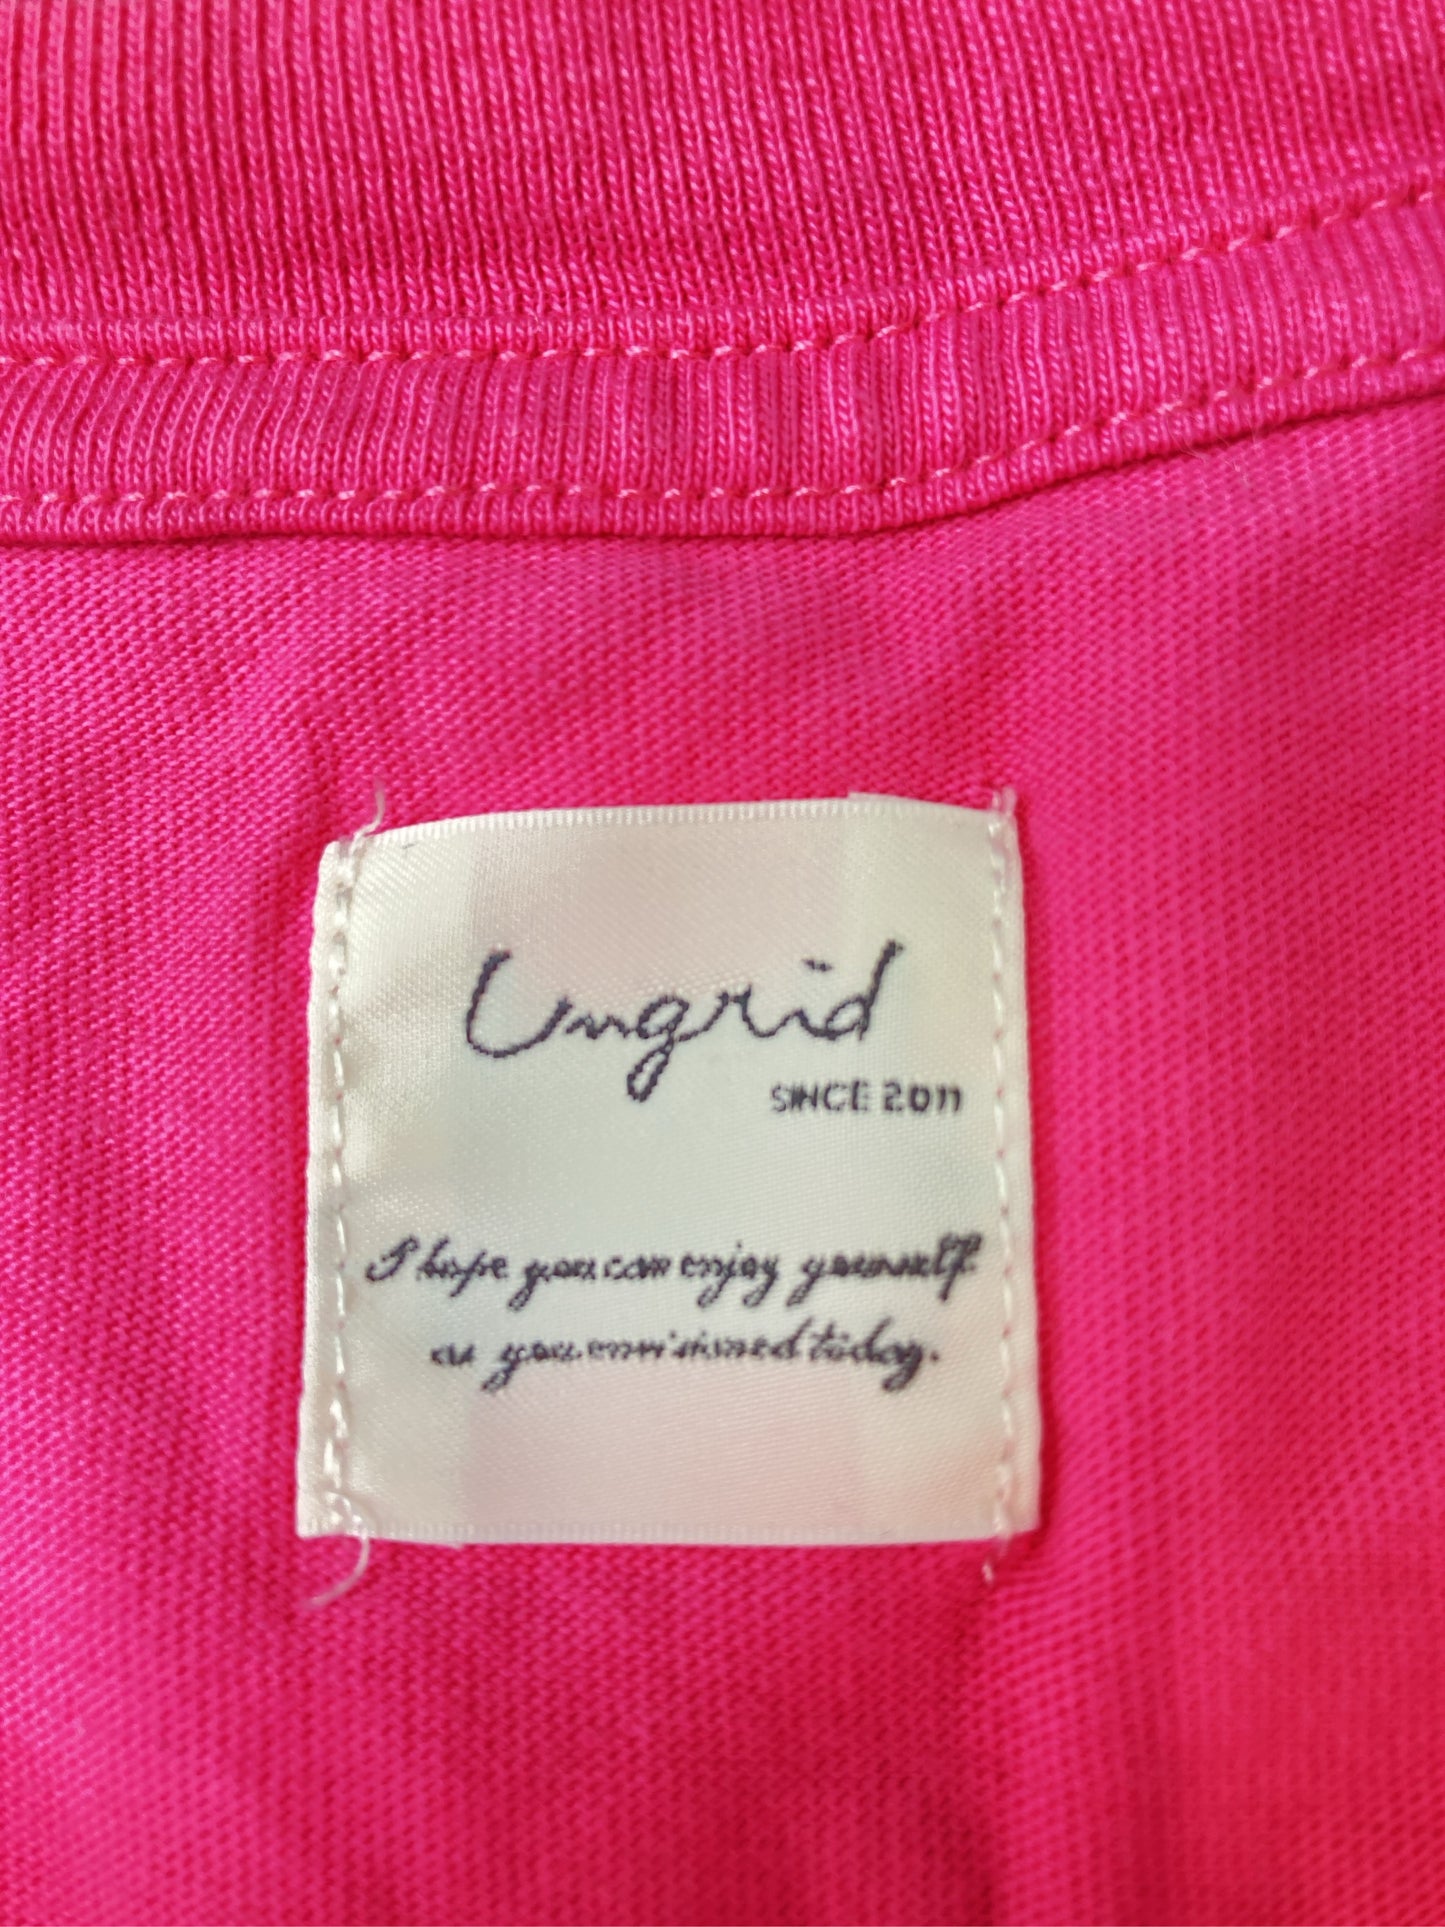 Ungrid
SINCE 2011
I hope you can enjoy yourself
as you envisioned today.